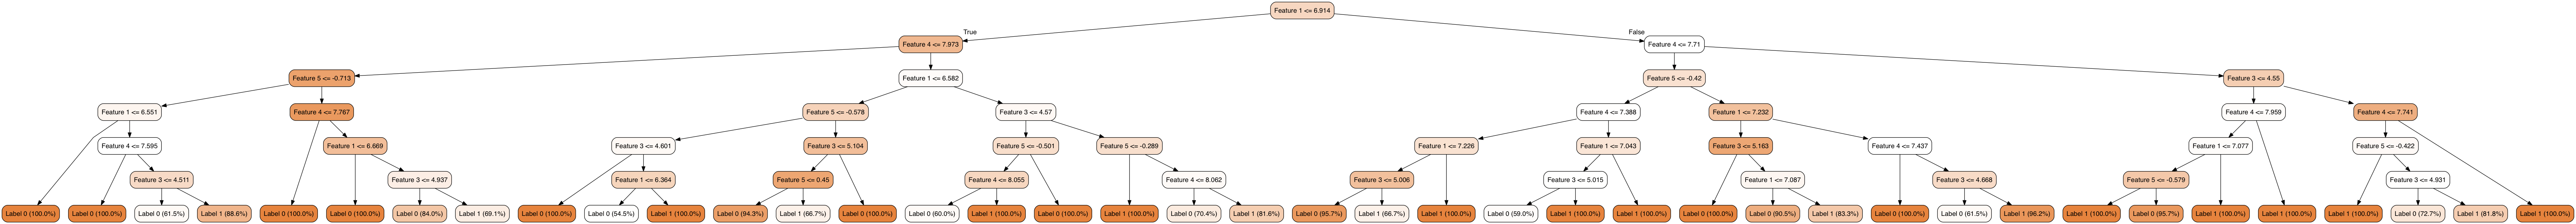 Feature 1 <= 6.914
True
False
Feature 4 <= 7.973
Feature 4 <= 7.71
Feature 5 <= -0.713
Feature 1 <= 6.582
Feature 5 <= -0.42
Feature 3 <= 4.55
Feature 1 <= 6.551
Feature 4 <= 7.767
Feature 5 <= -0.578
Feature 3 <= 4.57
Feature 4 <= 7.388
Feature 1 <= 7.232
Feature 4 <= 7.959
Feature 4 <= 7.741
Feature 4 <= 7.595
Feature 1 <= 6.669
Feature 3 <= 4.601
Feature 3 <= 5.104
Feature 5 <= -0.501
Feature 5 <= -0.289
Feature 1 <= 7.226
Feature 1 <= 7.043
Feature 3 <= 5.163
Feature 4 <= 7.437
Feature 1 <= 7.077
Feature 5 <= -0.422
Feature 3 <= 4.511
Feature 3 <= 4.937
Feature 1 <= 6.364
Feature 5 <= 0.45
Feature 4 <= 8.055
Feature 4 <= 8.062
Feature 3 <= 5.006
Feature 3 <= 5.015
Feature 1 <= 7.087
Feature 3 <= 4.668
Feature 5 <= -0.579
Feature 3 <= 4.931
Label 0 (100.0%)
Label 0 (100.0%)
Label 0 (61.5%)
Label 1 (88.6%)
Label 0 (100.0%)
Label 0 (100.0%)
Label 0 (84.0%)
Label 1 (69.1%)
Label 0 (100.0%)
Label 0 (54.5%)
Label 1 (100.0%)
Label 0 (94.3%)
Label 1 (66.7%)
Label 0 (100.0%)
Label 0 (60.0%)
Label 1 (100.0%)
Label 0 (100.0%)
Label 1 (100.0%)
Label 0 (70.4%)
Label 1 (81.6%)
Label 0 (95.7%)
Label 1 (66.7%)
Label 1 (100.0%)
Label 0 (59.0%)
Label 1 (100.0%)
Label 1 (100.0%)
Label 0 (100.0%)
Label 0 (90.5%)
Label 1 (83.3%)
Label 0 (100.0%)
Label 0 (61.5%)
Label 1 (96.2%)
Label 1 (100.0%)
Label 0 (95.7%)
Label 1 (100.0%)
Label 1 (100.0%)
Label 1 (100.0%)
Label 0 (72.7%)
Label 1 (81.8%)
Label 1 (100.0%)